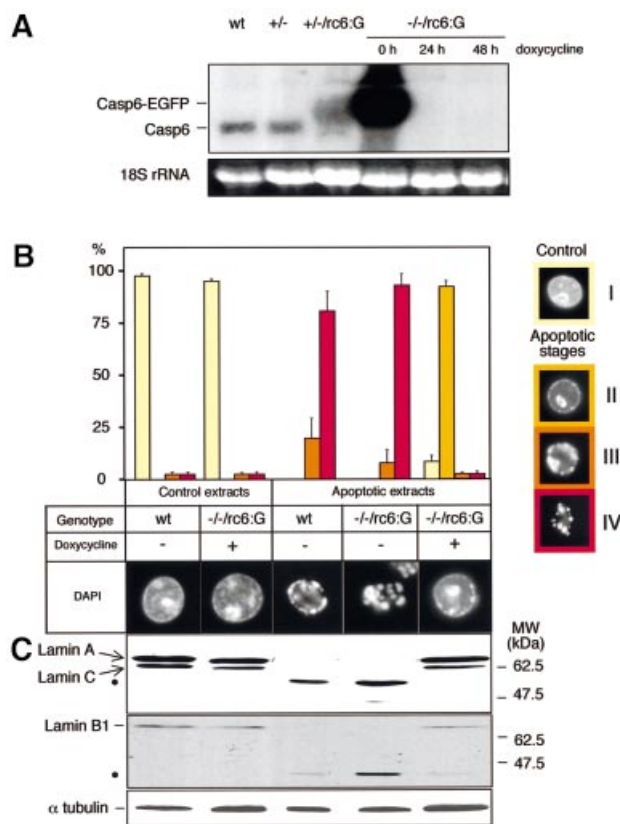 A
wt +/- +/-/rc6:G -/-/rc6:G
0 h 24 h 48 h doxycycline
Casp6-EGFP
Casp6
18S rRNA
B
%
100
75
50
25
0
Control
I
Apoptotic
stages
II
III
IV
Control extracts Apoptotic extracts
Genotype wt -/-/rc6:G wt -/-/rc6:G -/-/rc6:G
Doxycycline - + - - +
DAPI
C
MW
(kDa)
Lamin A
Lamin C
62.5
47.5
Lamin B1
62.5
47.5
α tubulin